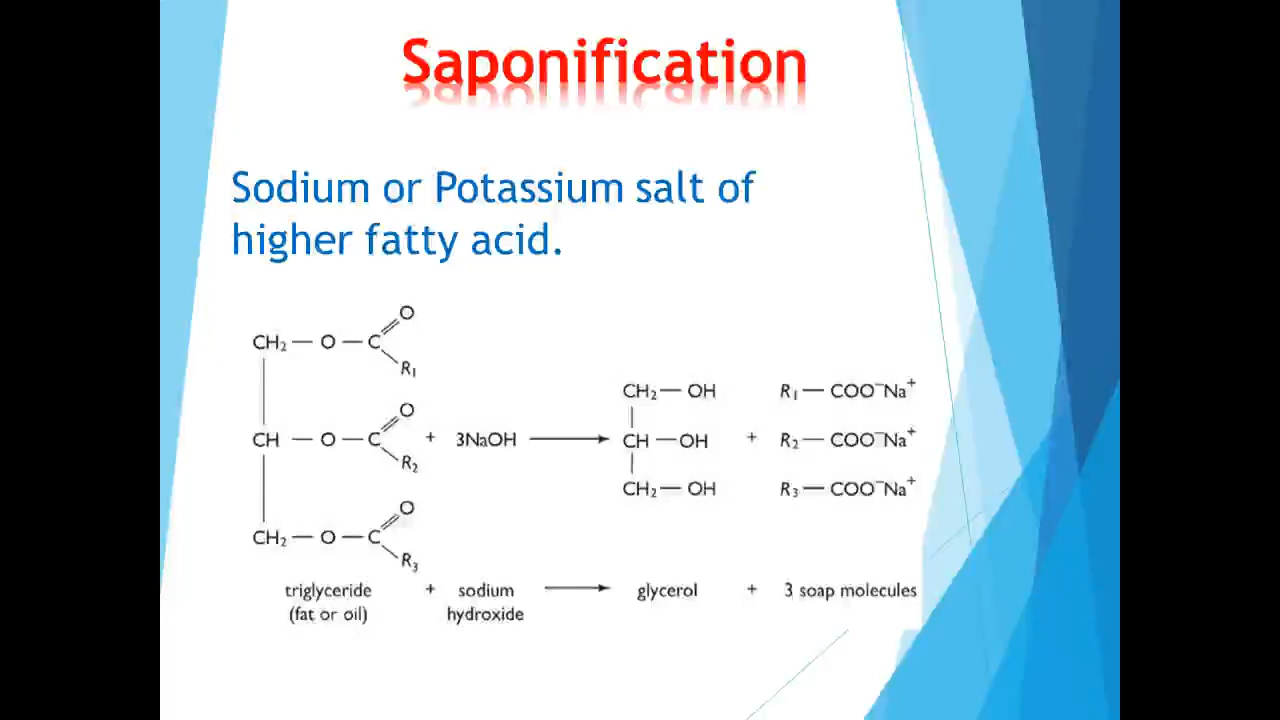 Saponification
Sodium or Potassium salt of
higher fatty acid.
O
CH₂ — O — C
R₁
CH₂ — OH R₁ — COO⁻Na⁺
O
CH — O — C + 3NaOH ⟶ CH — OH + R₂ — COO⁻Na⁺
R₂
CH₂ — OH R₃ — COO⁻Na⁺
O
CH₂ — O — C
R₃
triglyceride + sodium ⟶ glycerol + 3 soap molecules
(fat or oil) hydroxide